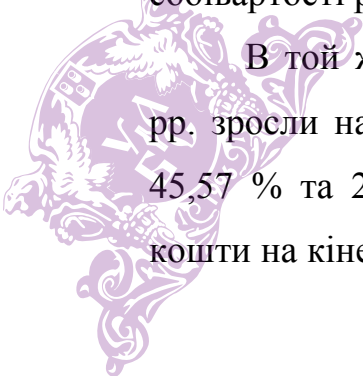 собівартості р
В той ж
рр. зросли на
45,57 % та 2
кошти на кіне